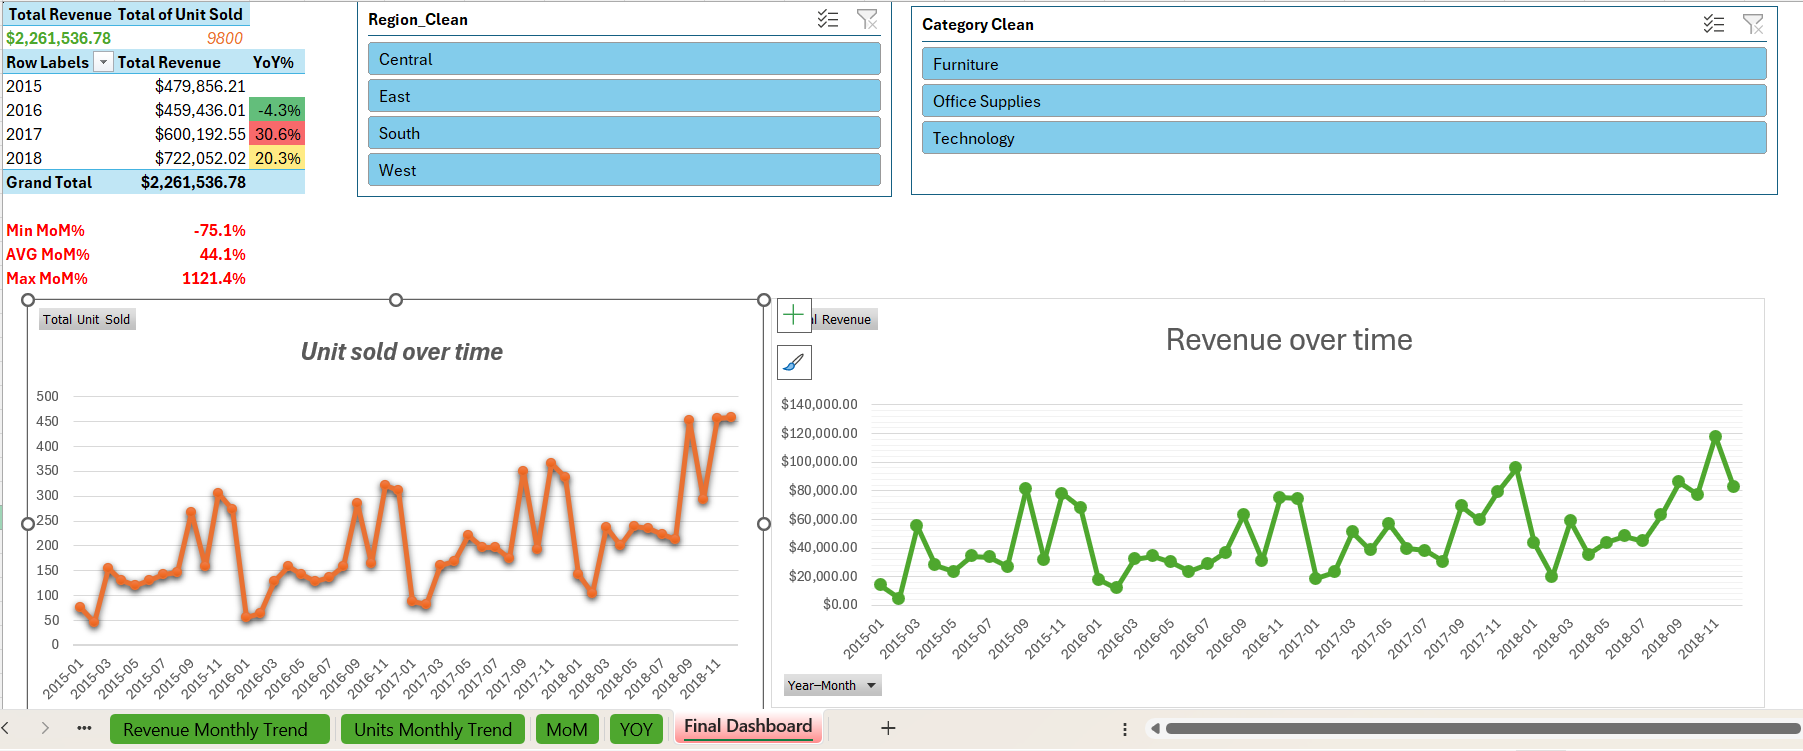 Total Revenue Total of Unit Sold
$2,261,536.78 9800
Row Labels Total Revenue YoY%
2015 $479,856.21
2016 $459,436.01 -4.3%
2017 $600,192.55 30.6%
2018 $722,052.02 20.3%
Grand Total $2,261,536.78
Min MoM% -75.1%
AVG MoM% 44.1%
Max MoM% 1121.4%
Region_Clean
Central
East
South
West
Category Clean
Furniture
Office Supplies
Technology
Total Unit Sold
Unit sold over time
500
450
400
350
300
250
200
150
100
50
0
2015-01 2015-03 2015-05 2015-07 2015-09 2015-11 2016-01 2016-03 2016-05 2016-07 2016-09 2016-11 2017-01 2017-03 2017-05 2017-07 2017-09 2017-11 2018-01 2018-03 2018-05 2018-07 2018-09 2018-11
Revenue
Revenue over time
$140,000.00
$120,000.00
$100,000.00
$80,000.00
$60,000.00
$40,000.00
$20,000.00
$0.00
2015-01 2015-03 2015-05 2015-07 2015-09 2015-11 2016-01 2016-03 2016-05 2016-07 2016-09 2016-11 2017-01 2017-03 2017-05 2017-07 2017-09 2017-11 2018-01 2018-03 2018-05 2018-07 2018-09 2018-11
Year-Month
Revenue Monthly Trend Units Monthly Trend MoM YOY Final Dashboard